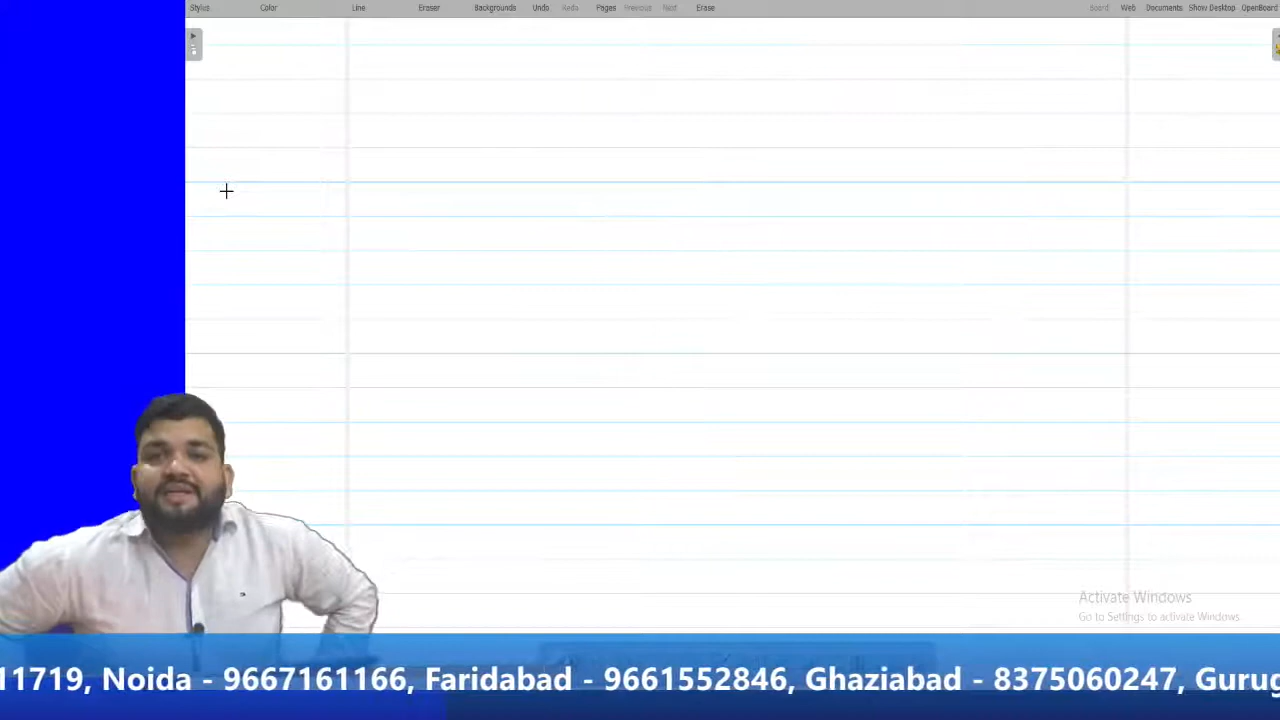 Stylus Color Line Eraser Backgrounds Undo Redo Pages Previous Next Erase Board Web Documents Show Desktop OpenBoard
Activate Windows
Go to Settings to activate Windows.
11719, Noida - 9667161166, Faridabad - 9661552846, Ghaziabad - 8375060247, Gurug